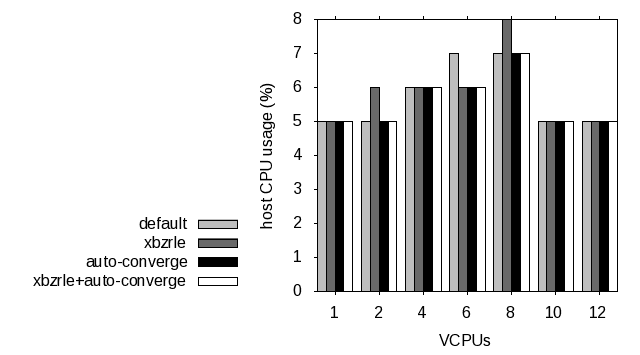 8
7
6
5
4
3
2
1
0
host CPU usage (%)
1 2 4 6 8 10 12
VCPUs
default
xbzrle
auto-converge
xbzrle+auto-converge